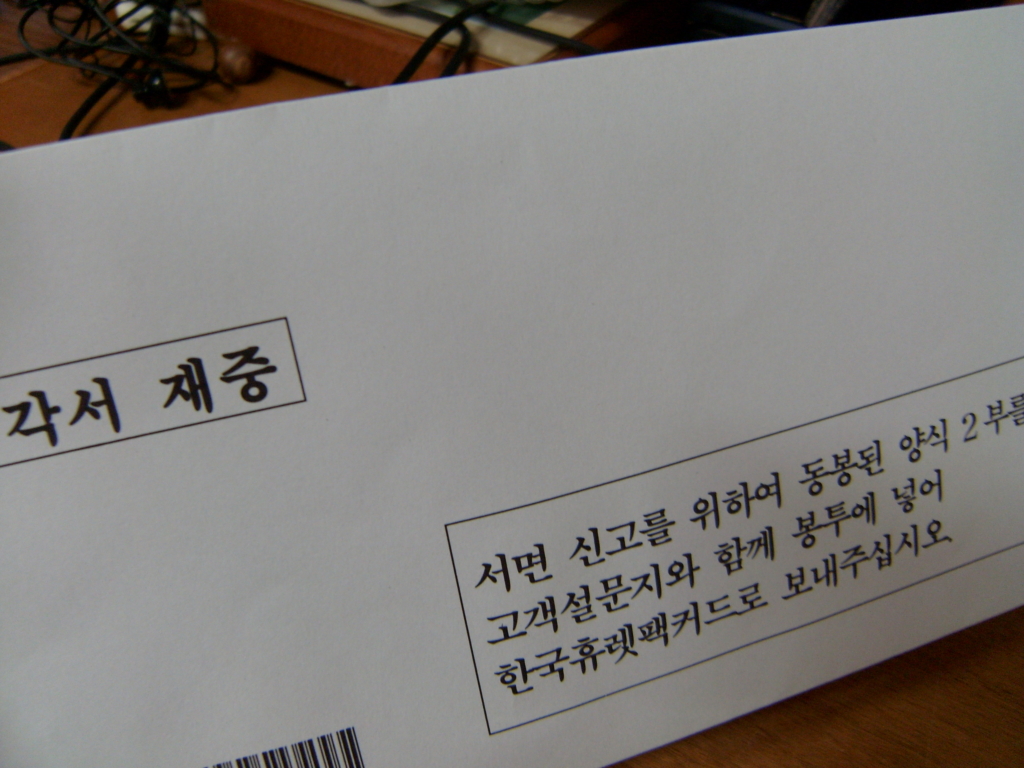 각서 재중
서면 신고를 위하여 동봉된 양식 2부를
고객설문지와 함께 봉투에 넣어
한국휴렛팩커드로 보내주십시오